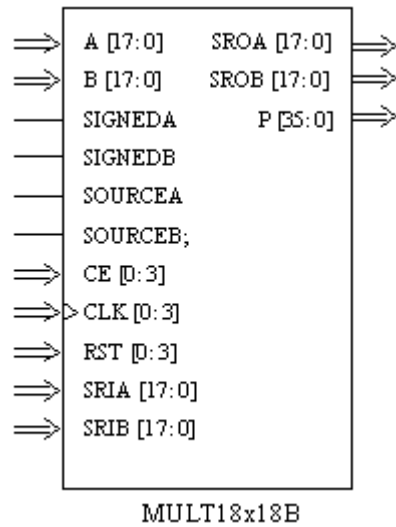 A [17:0] SROA [17:0]
B [17:0] SROB [17:0]
SIGNEDA P [35:0]
SIGNEDB
SOURCEA
SOURCEB;
CE [0:3]
CLK [0:3]
RST [0:3]
SRIA [17:0]
SRIB [17:0]
MULT18x18B